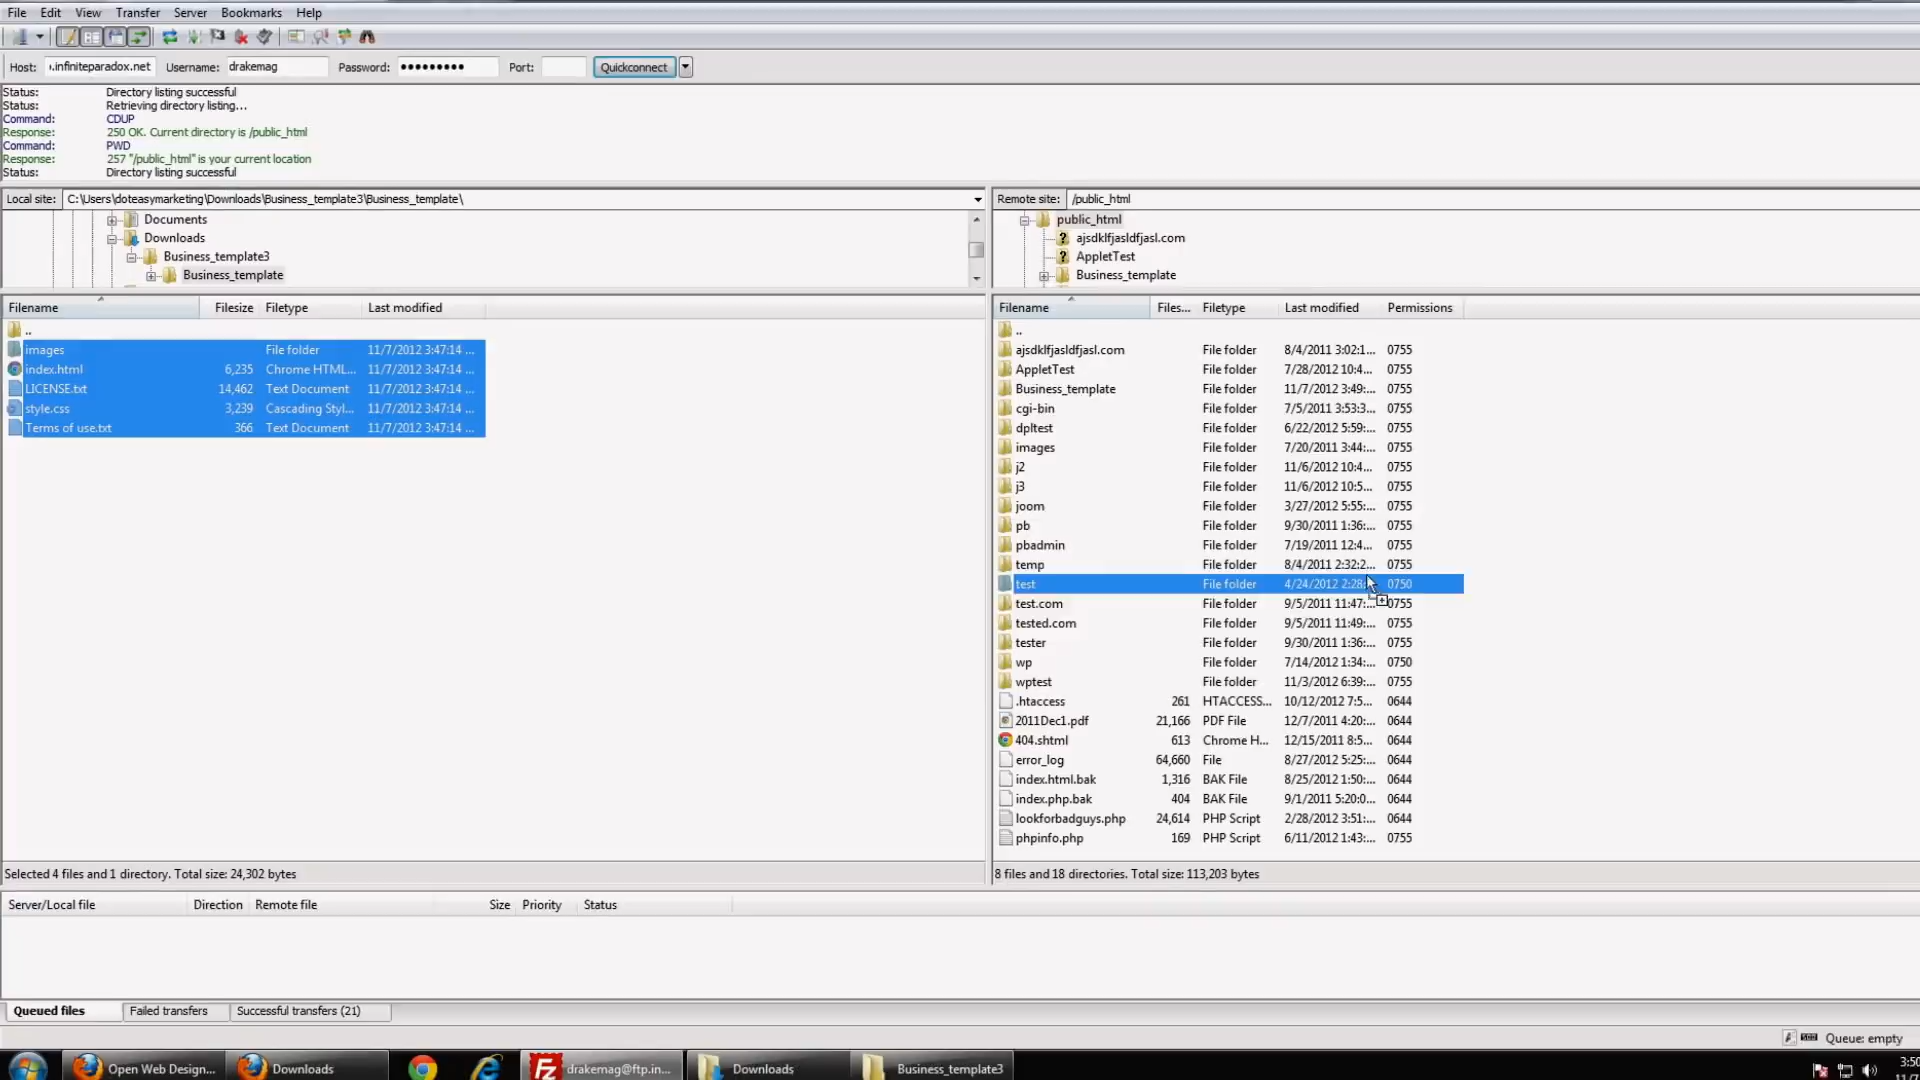 File Edit View Transfer Server Bookmarks Help
Host: .infiniteparadox.net Username: drakemag Password: ••••••••• Port: Quickconnect
Status: Directory listing successful
Status: Retrieving directory listing...
Command: CDUP
Response: 250 OK. Current directory is /public_html
Command: PWD
Response: 257 "/public_html" is your current location
Status: Directory listing successful
Local site: C:\Users\doteasymarketing\Downloads\Business_template3\Business_template\
Documents
Downloads
Business_template3
Business_template
Remote site: /public_html
public_html
ajsdklfjasldfjasl.com
AppletTest
Business_template
Filename Filesize Filetype Last modified
..
images File folder 11/7/2012 3:47:14 ...
index.html 6,235 Chrome HTML... 11/7/2012 3:47:14 ...
LICENSE.txt 14,462 Text Document 11/7/2012 3:47:14 ...
style.css 3,239 Cascading Styl... 11/7/2012 3:47:14 ...
Terms of use.txt 366 Text Document 11/7/2012 3:47:14 ...
Selected 4 files and 1 directory. Total size: 24,302 bytes
Filename Files... Filetype Last modified Permissions
..
ajsdklfjasldfjasl.com File folder 8/4/2011 3:02:1... 0755
AppletTest File folder 7/28/2012 10:4... 0755
Business_template File folder 11/7/2012 3:49:... 0755
cgi-bin File folder 7/5/2011 3:53:3... 0755
dpltest File folder 6/22/2012 5:59:... 0755
images File folder 7/20/2011 3:44:... 0755
j2 File folder 11/6/2012 10:4... 0755
j3 File folder 11/6/2012 10:5... 0755
joom File folder 3/27/2012 5:55:... 0755
pb File folder 9/30/2011 1:36:... 0755
pbadmin File folder 7/19/2011 12:4... 0755
temp File folder 8/4/2011 2:32:2... 0755
test File folder 4/24/2012 2:28:... 0750
test.com File folder 9/5/2011 11:47:... 0755
tested.com File folder 9/5/2011 11:49:... 0755
tester File folder 9/30/2011 1:36:... 0755
wp File folder 7/14/2012 1:34:... 0750
wptest File folder 11/3/2012 6:39:... 0755
.htaccess 261 HTACCESS... 10/12/2012 7:5... 0644
2011Dec1.pdf 21,166 PDF File 12/7/2011 4:20:... 0644
404.shtml 613 Chrome H... 12/15/2011 8:5... 0644
error_log 64,660 File 8/27/2012 5:25:... 0644
index.html.bak 1,316 BAK File 8/25/2012 1:50:... 0644
index.php.bak 404 BAK File 9/1/2011 5:20:0... 0644
lookforbadguys.php 24,614 PHP Script 2/28/2012 3:51:... 0644
phpinfo.php 169 PHP Script 6/11/2012 1:43:... 0755
8 files and 18 directories. Total size: 113,203 bytes
Server/Local file Direction Remote file Size Priority Status
Queued files Failed transfers Successful transfers (21)
Queue: empty
Open Web Design... Downloads drakemag@ftp.in... Downloads Business_template3
3:50